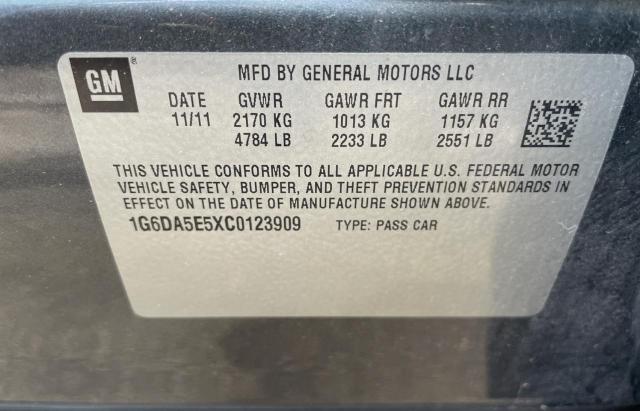 GM ®
MFD BY GENERAL MOTORS LLC
DATE GVWR GAWR FRT GAWR RR
11/11 2170 KG 1013 KG 1157 KG
4784 LB 2233 LB 2551 LB
THIS VEHICLE CONFORMS TO ALL APPLICABLE U.S. FEDERAL MOTOR
VEHICLE SAFETY, BUMPER, AND THEFT PREVENTION STANDARDS IN
EFFECT ON THE DATE OF MANUFACTURE SHOWN ABOVE.
1G6DA5E5XC0123909 TYPE: PASS CAR